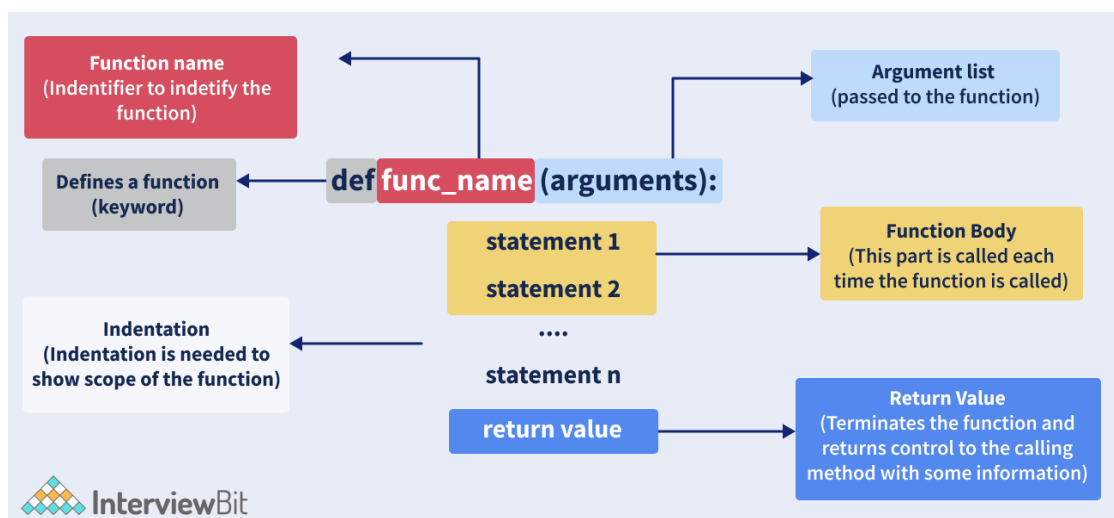 Function name
(Indentifier to indetify the
function)
Argument list
(passed to the function)
Defines a function
(keyword)
def func_name (arguments):
statement 1
statement 2
....
statement n
return value
Function Body
(This part is called each
time the function is called)
Indentation
(Indentation is needed to
show scope of the function)
Return Value
(Terminates the function and
returns control to the calling
method with some information)
InterviewBit